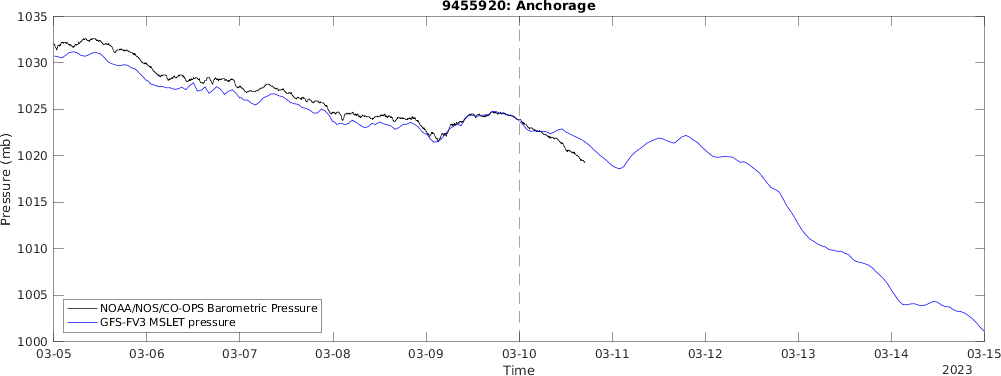 9455920: Anchorage
1035
1030
1025
1020
1015
1010
1005
1000
Pressure (mb)
NOAA/NOS/CO-OPS Barometric Pressure
GFS-FV3 MSLET pressure
03-05 03-06 03-07 03-08 03-09 03-10 03-11 03-12 03-13 03-14 03-15
Time
2023